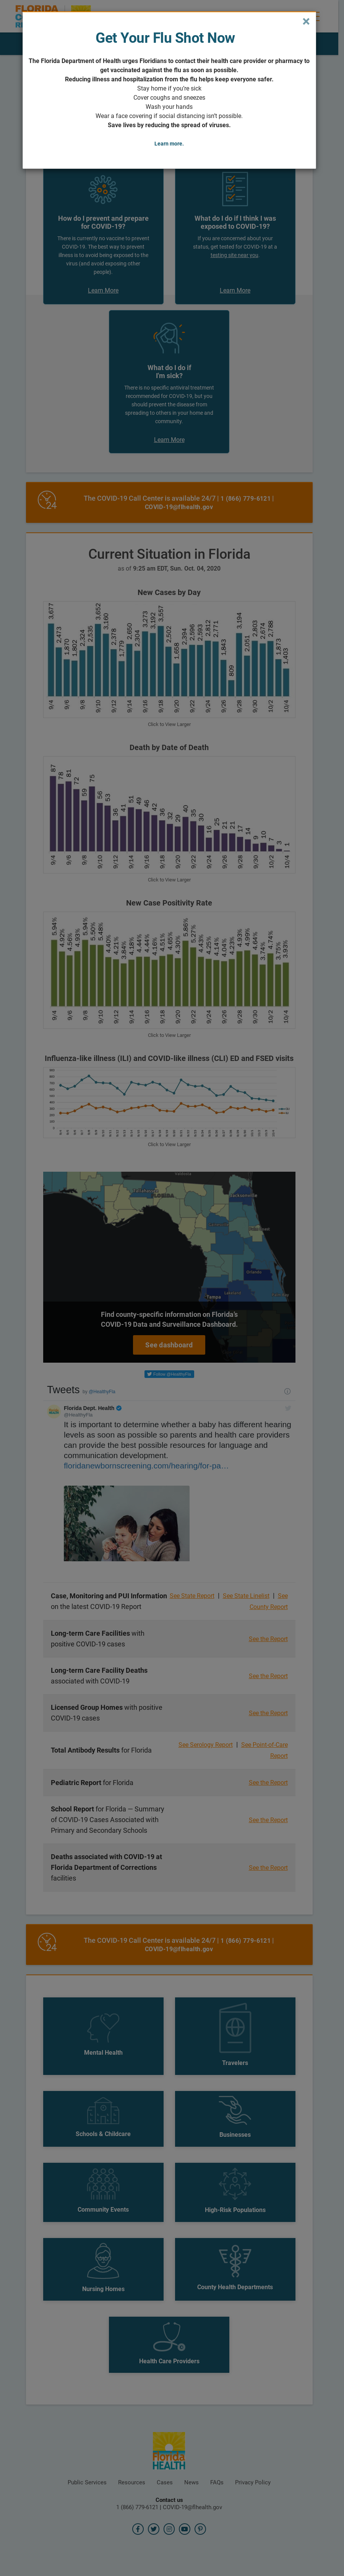 FLORIDA
×
Get Your Flu Shot Now
The Florida Department of Health urges Floridians to contact their health care provider or pharmacy to
get vaccinated against the flu as soon as possible.
Reducing illness and hospitalization from the flu helps keep everyone safer.
Stay home if you're sick
Cover coughs and sneezes
Wash your hands
Wear a face covering if social distancing isn't possible.
Save lives by reducing the spread of viruses.
Learn more.
How do I prevent and prepare
for COVID-19?
There is currently no vaccine to prevent
COVID-19. The best way to prevent
illness is to avoid being exposed to the
virus (and avoid exposing other
people).
Learn More
What do I do if I think I was
exposed to COVID-19?
If you are concerned about your
status, get tested for COVID-19 at a
testing site near you.
Learn More
What do I do if
I'm sick?
There is no specific antiviral treatment
recommended for COVID-19, but you
should prevent the disease from
spreading to others in your home and
community.
Learn More
24
The COVID-19 Call Center is available 24/7 | 1 (866) 779-6121 |
COVID-19@flhealth.gov
Current Situation in Florida
as of 9:25 am EDT, Sun. Oct. 04, 2020
New Cases by Day
3,677 2,473 1,870 1,802 2,324 2,535 3,652 3,160 2,378 1,779 2,650 2,304 3,273 3,192 3,557 2,502 1,658 2,394 2,596 2,593 2,812 2,771 1,843 809 3,194 2,051 2,803 2,674 2,788 1,873 1,403
9/4 9/6 9/8 9/10 9/12 9/14 9/16 9/18 9/20 9/22 9/24 9/26 9/28 9/30 10/2 10/4
Click to View Larger
Death by Date of Death
87 78 81 72 59 75 56 53 36 41 51 49 46 42 36 32 29 40 35 30 16 25 21 21 17 14 9 10 7 3 1
9/4 9/6 9/8 9/10 9/12 9/14 9/16 9/18 9/20 9/22 9/24 9/26 9/28 9/30 10/2 10/4
Click to View Larger
New Case Positivity Rate
5.94% 4.92% 4.56% 4.93% 5.94% 5.50% 5.48% 4.40% 4.21% 3.84% 4.18% 4.44% 4.44% 4.16% 4.51% 4.65% 4.30% 5.86% 5.27% 4.43% 4.25% 4.14% 4.04% 4.23% 4.93% 4.99% 4.64% 3.74% 4.74% 3.75% 3.93%
9/4 9/6 9/8 9/10 9/12 9/14 9/16 9/18 9/20 9/22 9/24 9/26 9/28 9/30 10/2 10/4
Click to View Larger
Influenza-like illness (ILI) and COVID-like illness (CLI) ED and FSED visits
Click to View Larger
Jacksonville
Orlando
Tampa
Find county-specific information on Florida's
COVID-19 Data and Surveillance Dashboard.
See dashboard
Follow @HealthyFla
Tweets by @HealthyFla
Florida Dept. Health
@HealthyFla
It is important to determine whether a baby has different hearing
levels as soon as possible so parents and health care providers
can provide the best possible resources for language and
communication development.
floridanewbornscreening.com/hearing/for-pa…
Case, Monitoring and PUI Information
on the latest COVID-19 Report
See State Report | See State Linelist | See
County Report
Long-term Care Facilities with
positive COVID-19 cases
See the Report
Long-term Care Facility Deaths
associated with COVID-19
See the Report
Licensed Group Homes with positive
COVID-19 cases
See the Report
Total Antibody Results for Florida
See Serology Report | See Point-of-Care
Report
Pediatric Report for Florida
See the Report
School Report for Florida — Summary
of COVID-19 Cases Associated with
Primary and Secondary Schools
See the Report
Deaths associated with COVID-19 at
Florida Department of Corrections
facilities
See the Report
24
The COVID-19 Call Center is available 24/7 | 1 (866) 779-6121 |
COVID-19@flhealth.gov
Mental Health
Travelers
Schools & Childcare
Businesses
Community Events
High-Risk Populations
Nursing Homes
County Health Departments
Health Care Providers
Florida
HEALTH
Public Services
Resources
Cases
News
FAQs
Privacy Policy
Contact us
1 (866) 779-6121 | COVID-19@flhealth.gov